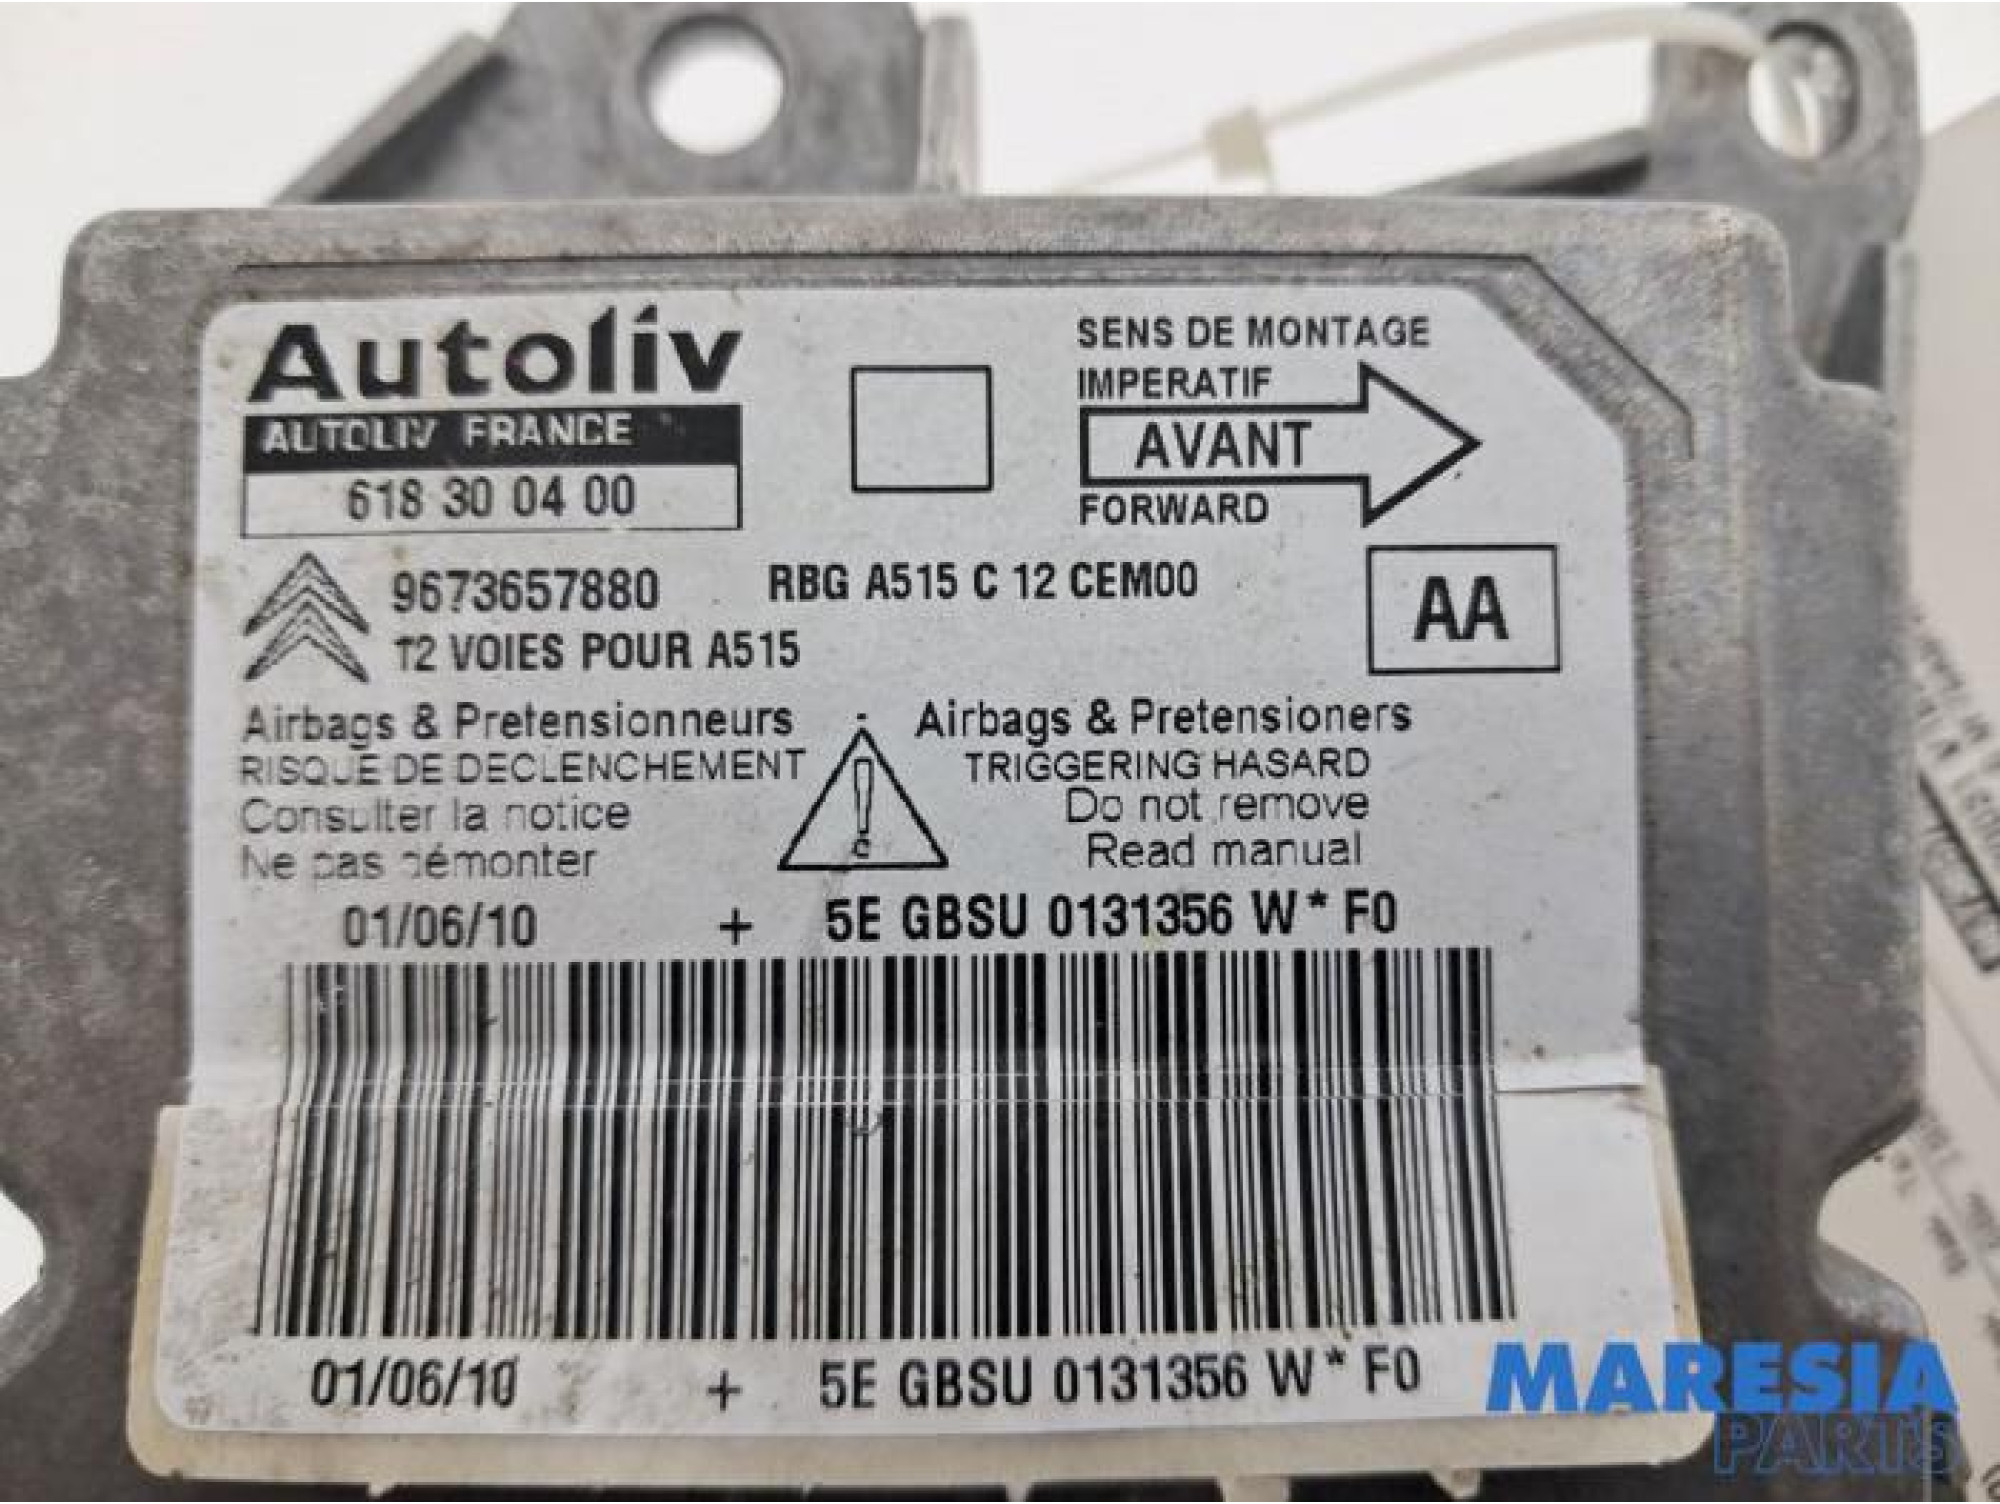 Autoliv
AUTOLIV FRANCE
618 30 04 00
SENS DE MONTAGE
IMPERATIF
AVANT
FORWARD
9673657880 RBG A515 C 12 CEM00
12 VOIES POUR A515
AA
Airbags & Pretensionneurs
RISQUE DE DECLENCHEMENT
Consulter la notice
Ne pas démonter
Airbags & Pretensioners
TRIGGERING HASARD
Do not remove
Read manual
01/06/10 + 5E GBSU 0131356 W* F0
01/06/10 + 5E GBSU 0131356 W* F0
MARESIA
PARTS